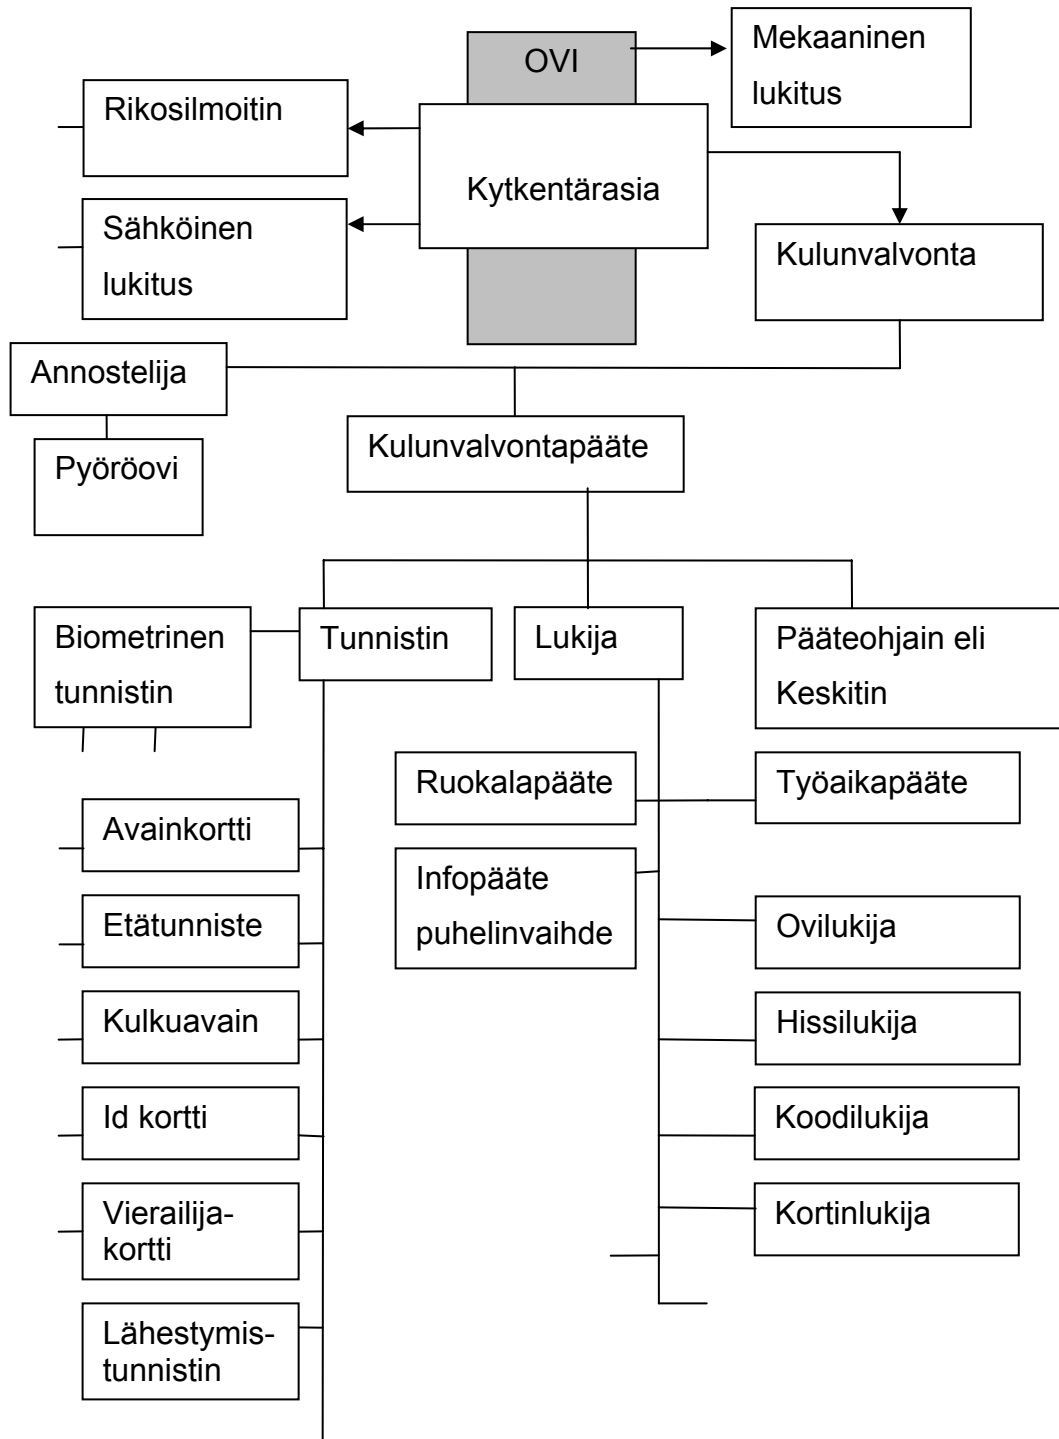 OVI
Mekaaninen
lukitus
Rikosilmoitin
Kytkentärasia
Sähköinen
lukitus
Kulunvalvonta
Annostelija
Pyöröovi
Kulunvalvontapääte
Biometrinen
tunnistin
Tunnistin
Lukija
Pääteohjain eli
Keskitin
Ruokalapääte
Työaikapääte
Avainkortti
Infopääte
puhelinvaihde
Etätunniste
Ovilukija
Kulkuavain
Hissilukija
Id kortti
Koodilukija
Vierailija-
kortti
Kortinlukija
Lähestymis-
tunnistin